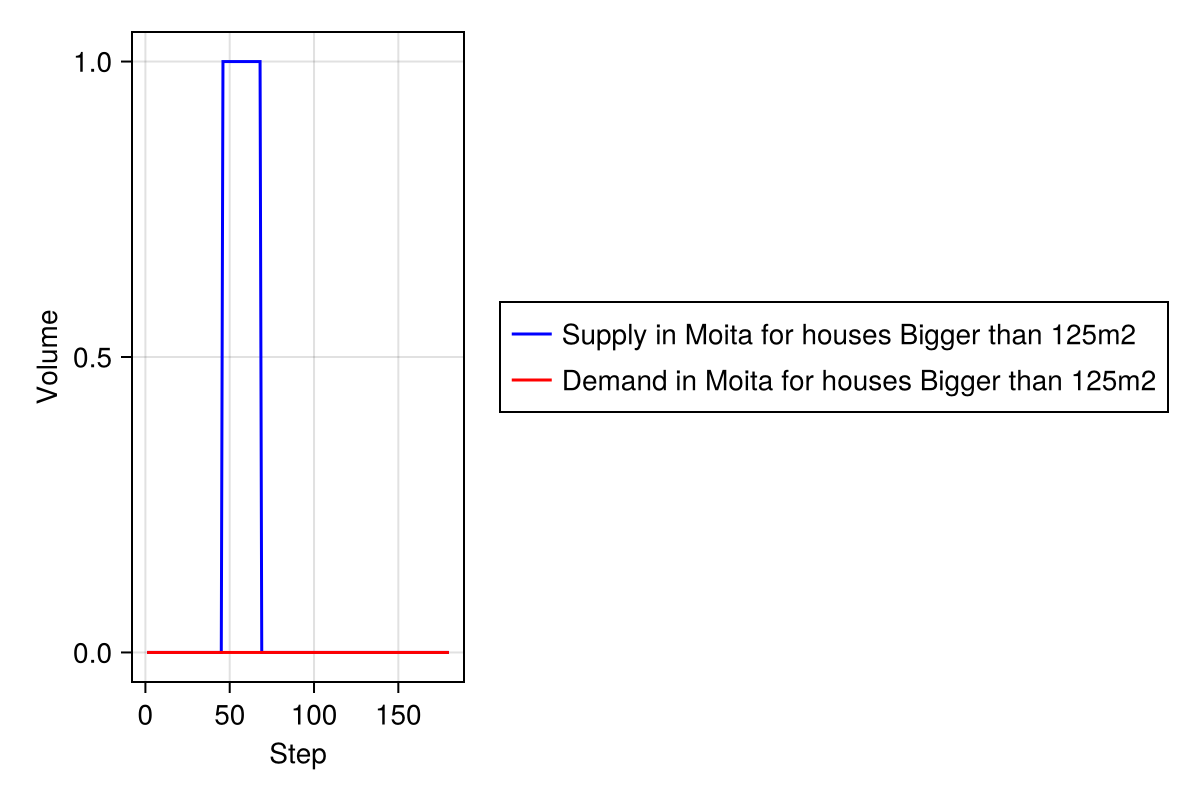 1.0
0.5
0.0
Volume
0
50
100
150
Step
Supply in Moita for houses Bigger than 125m2
Demand in Moita for houses Bigger than 125m2